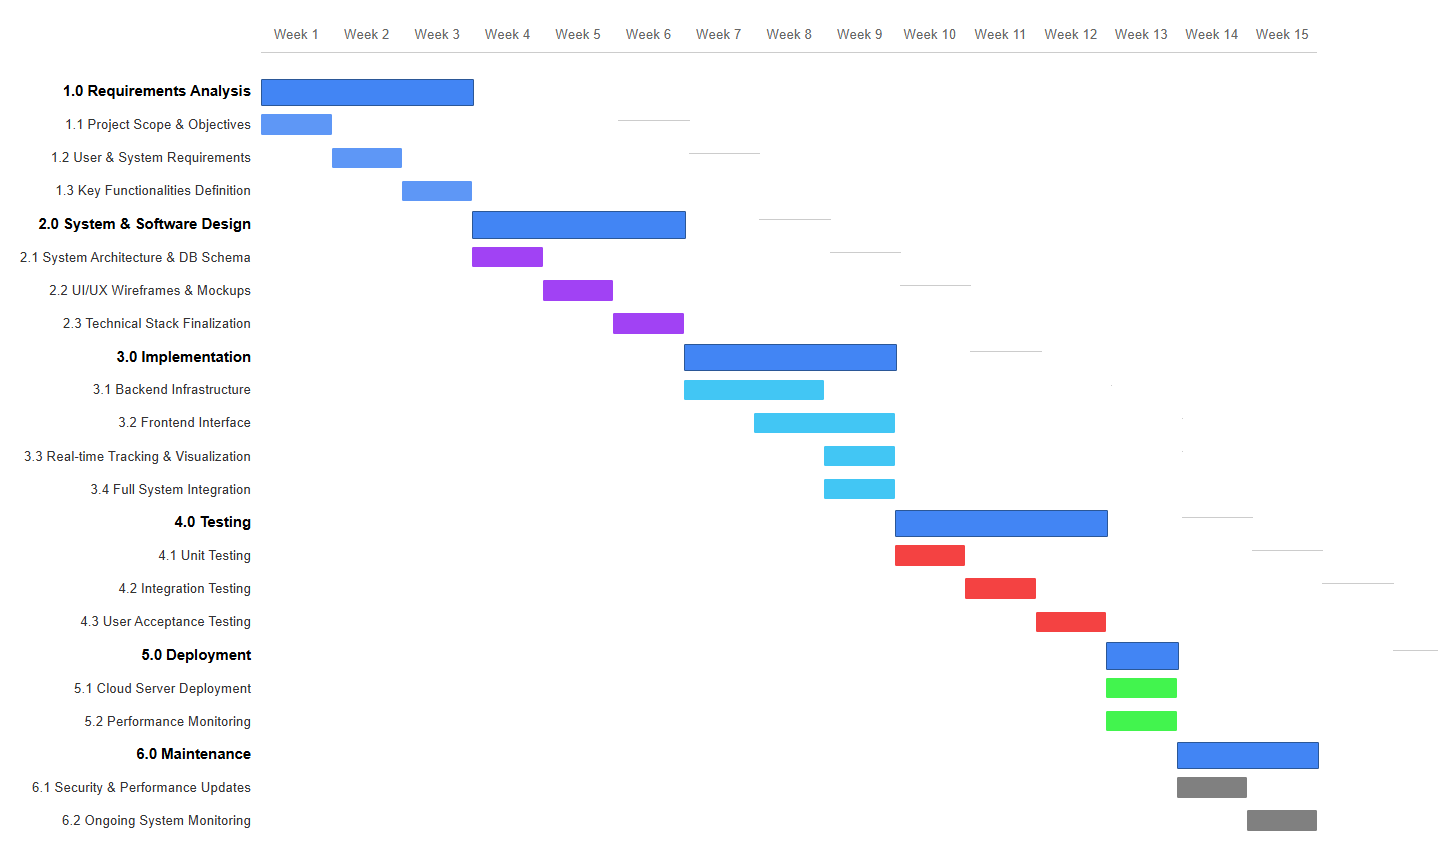 Week 1 Week 2 Week 3 Week 4 Week 5 Week 6 Week 7 Week 8 Week 9 Week 10 Week 11 Week 12 Week 13 Week 14 Week 15
1.0 Requirements Analysis
1.1 Project Scope & Objectives
1.2 User & System Requirements
1.3 Key Functionalities Definition
2.0 System & Software Design
2.1 System Architecture & DB Schema
2.2 UI/UX Wireframes & Mockups
2.3 Technical Stack Finalization
3.0 Implementation
3.1 Backend Infrastructure
3.2 Frontend Interface
3.3 Real-time Tracking & Visualization
3.4 Full System Integration
4.0 Testing
4.1 Unit Testing
4.2 Integration Testing
4.3 User Acceptance Testing
5.0 Deployment
5.1 Cloud Server Deployment
5.2 Performance Monitoring
6.0 Maintenance
6.1 Security & Performance Updates
6.2 Ongoing System Monitoring